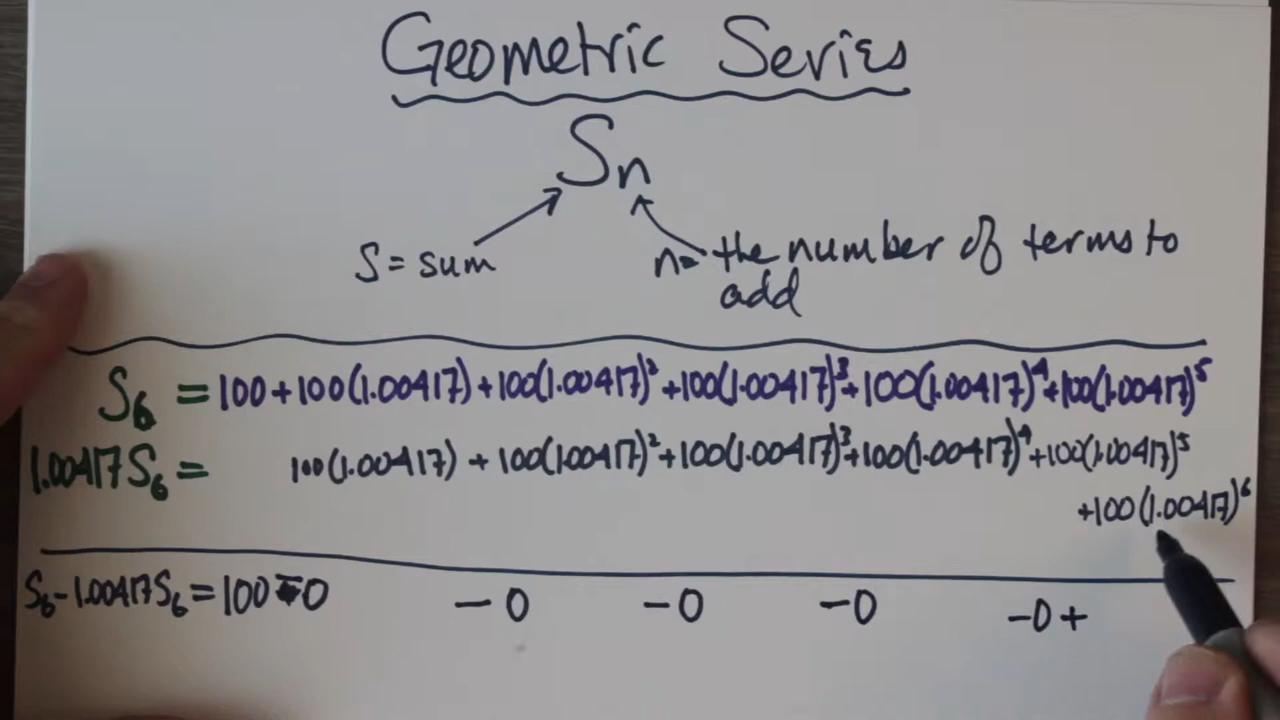 Geometric Series
Sₙ
S = sum
n = the number of terms to
add
S₆ = 100 + 100(1.00417) + 100(1.00417)² + 100(1.00417)³ + 100(1.00417)⁴ + 100(1.00417)⁵
1.00417S₆ = 100(1.00417) + 100(1.00417)² + 100(1.00417)³ + 100(1.00417)⁴ + 100(1.00417)⁵
+100(1.00417)⁶
S₆ - 1.00417S₆ = 100 - 0 - 0 - 0 - 0 - 0 +